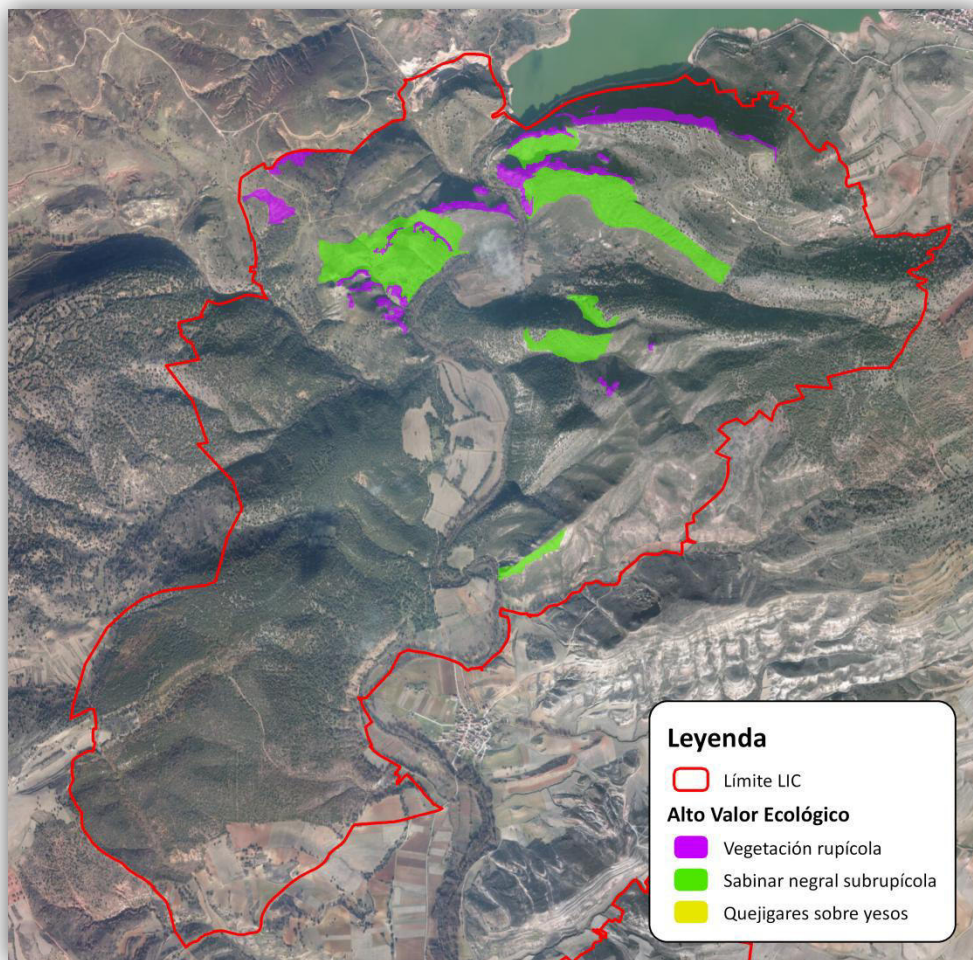 Leyenda
Límite LIC
Alto Valor Ecológico
Vegetación rupícola
Sabinar negral subrupícola
Quejigares sobre yesos